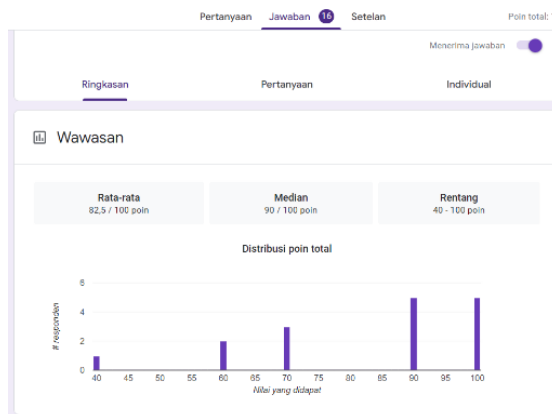 Pertanyaan Jawaban 16 Setelan Poin total:
Menerima jawaban
Ringkasan Pertanyaan Individual
Wawasan
Rata-rata Median Rentang
82,5 / 100 poin 90 / 100 poin 40 - 100 poin
Distribusi poin total
# responden
6
4
2
0
40 45 50 55 60 65 70 75 80 85 90 95 100
Nilai yang didapat